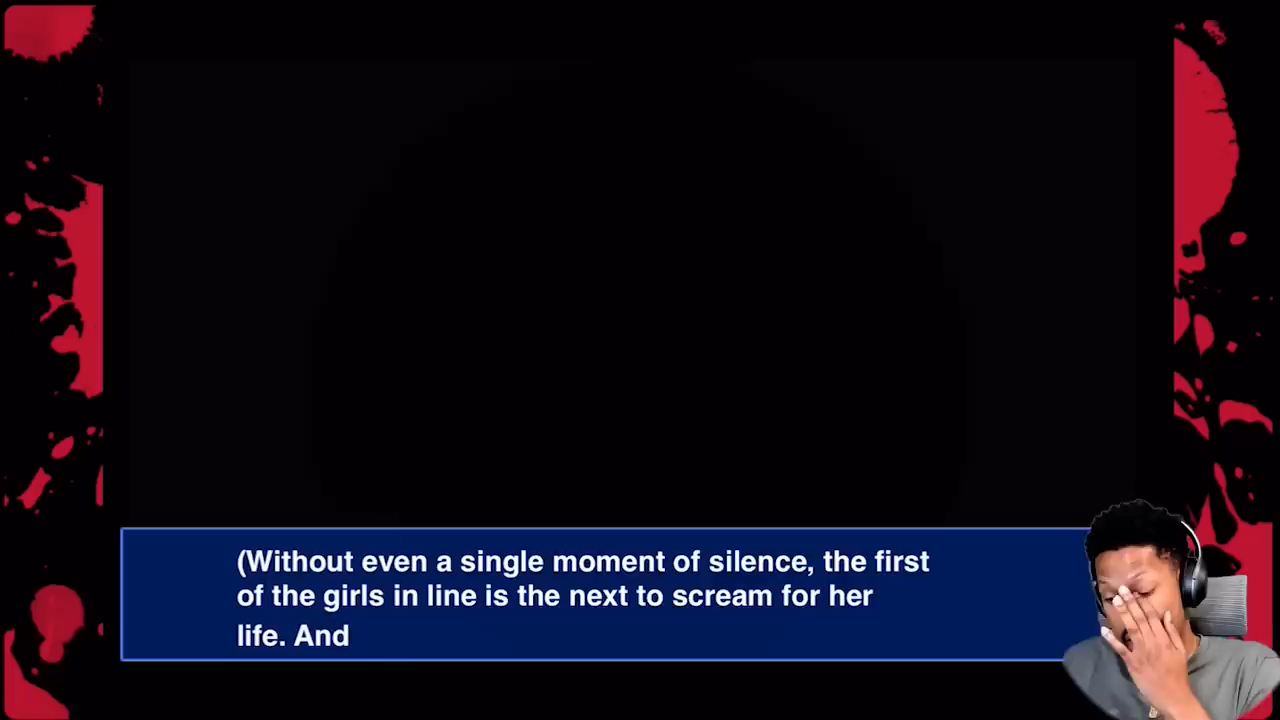 (Without even a single moment of silence, the first
of the girls in line is the next to scream for her
life. And